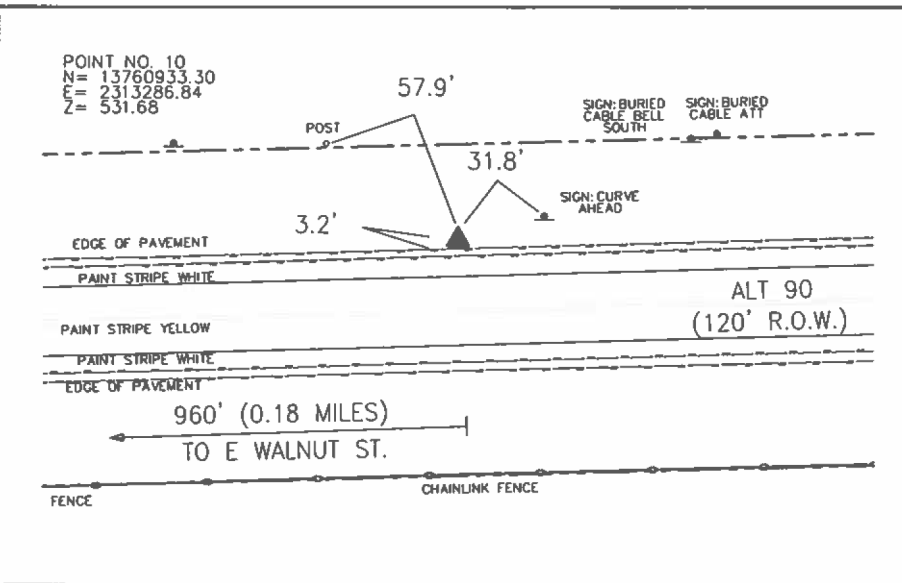 POINT NO. 10
N= 13760933.30
E= 2313286.84
Z= 531.68
57.9'
POST
SIGN: BURIED
CABLE BELL
SOUTH
SIGN: BURIED
CABLE ATT
31.8'
SIGN: CURVE
AHEAD
3.2'
EDGE OF PAVEMENT
PAINT STRIPE WHITE
ALT 90
(120' R.O.W.)
PAINT STRIPE YELLOW
PAINT STRIPE WHITE
EDGE OF PAVEMENT
960' (0.18 MILES)
TO E WALNUT ST.
CHAINLINK FENCE
FENCE